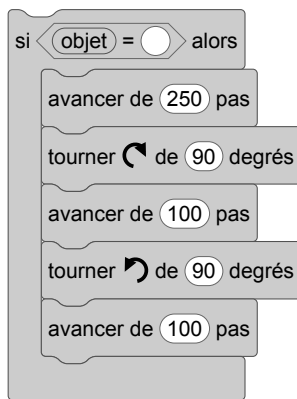 si objet = alors
avancer de 250 pas
tourner de 90 degrés
avancer de 100 pas
tourner de 90 degrés
avancer de 100 pas